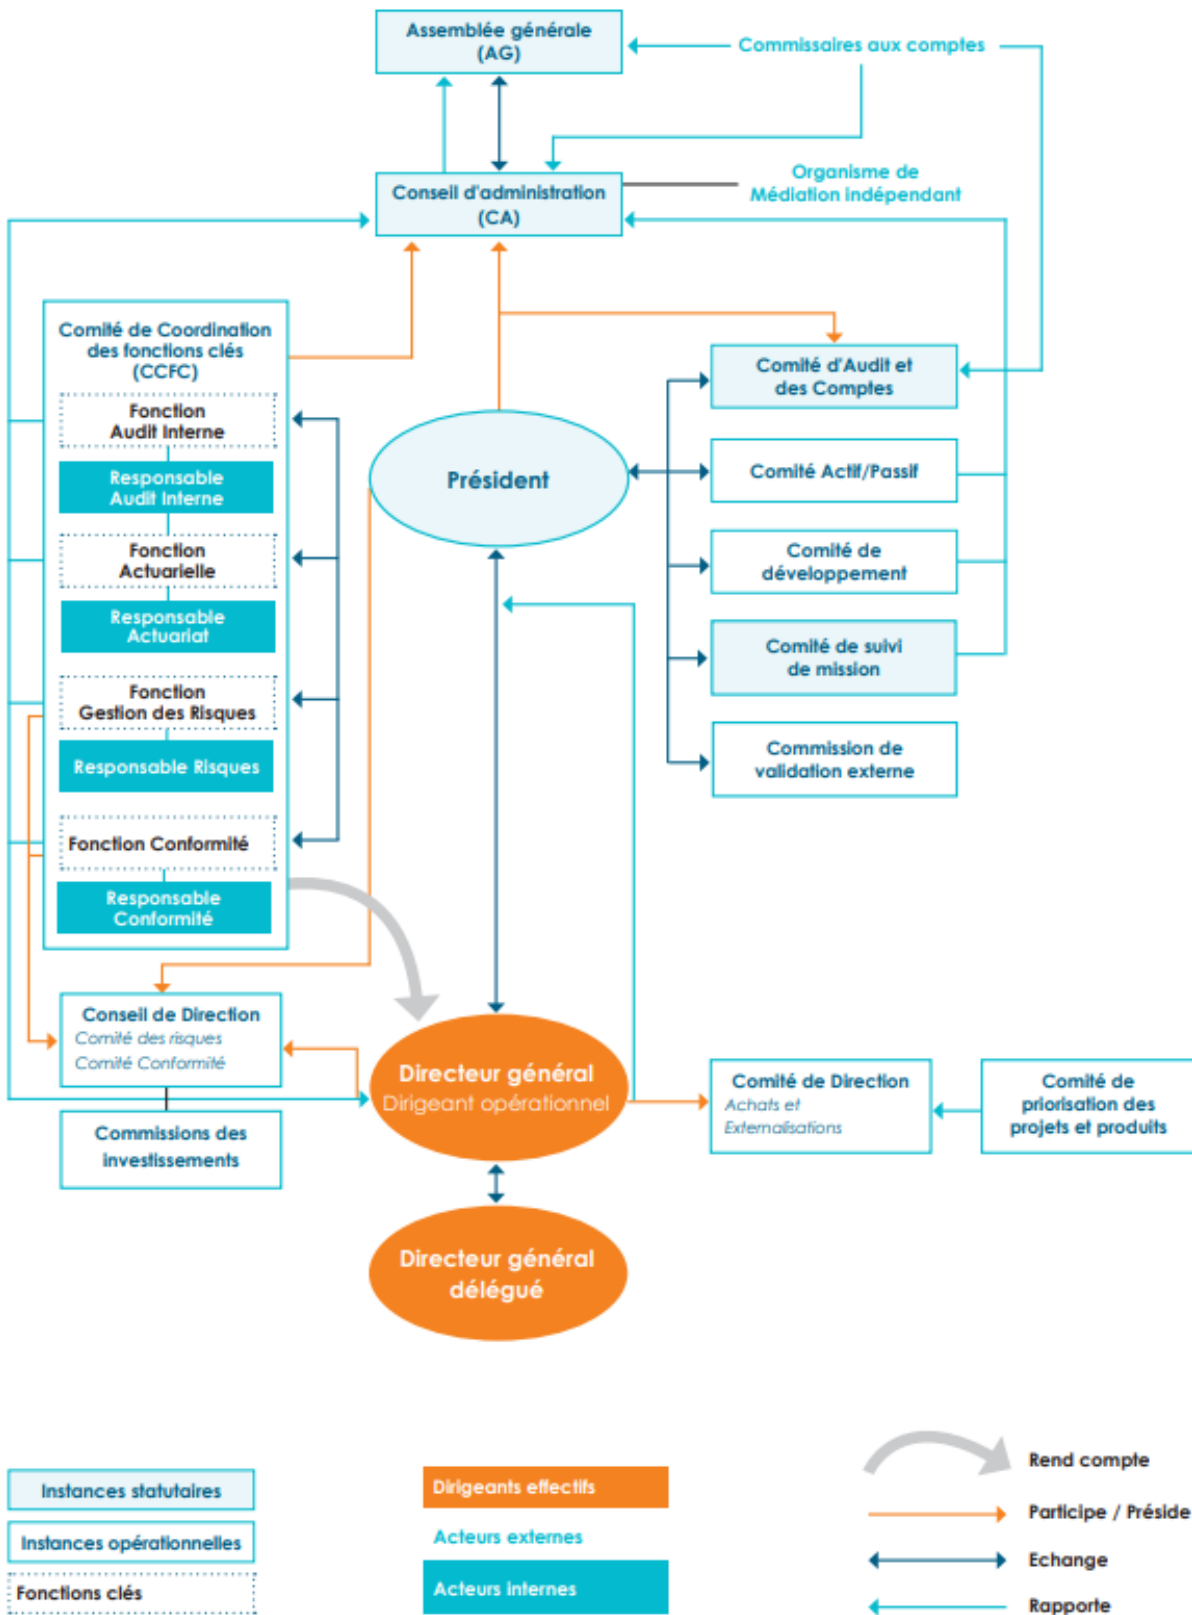 Assemblée générale
(AG)
Commissaires aux comptes
Conseil d'administration
(CA)
Organisme de
Médiation indépendant
Comité de Coordination
des fonctions clés
(CCFC)
Fonction
Audit Interne
Responsable
Audit Interne
Fonction
Actuarielle
Responsable
Actuariat
Fonction
Gestion des Risques
Responsable Risques
Fonction Conformité
Responsable
Conformité
Président
Comité d'Audit et
des Comptes
Comité Actif/Passif
Comité de
développement
Comité de suivi
de mission
Commission de
validation externe
Conseil de Direction
Comité des risques
Comité Conformité
Commissions des
investissements
Directeur général
Dirigeant opérationnel
Comité de Direction
Achats et
Externalisations
Comité de
priorisation des
projets et produits
Directeur général
délégué
Instances statutaires
Instances opérationnelles
Fonctions clés
Dirigeants effectifs
Acteurs externes
Acteurs internes
Rend compte
Participe / Préside
Echange
Rapporte